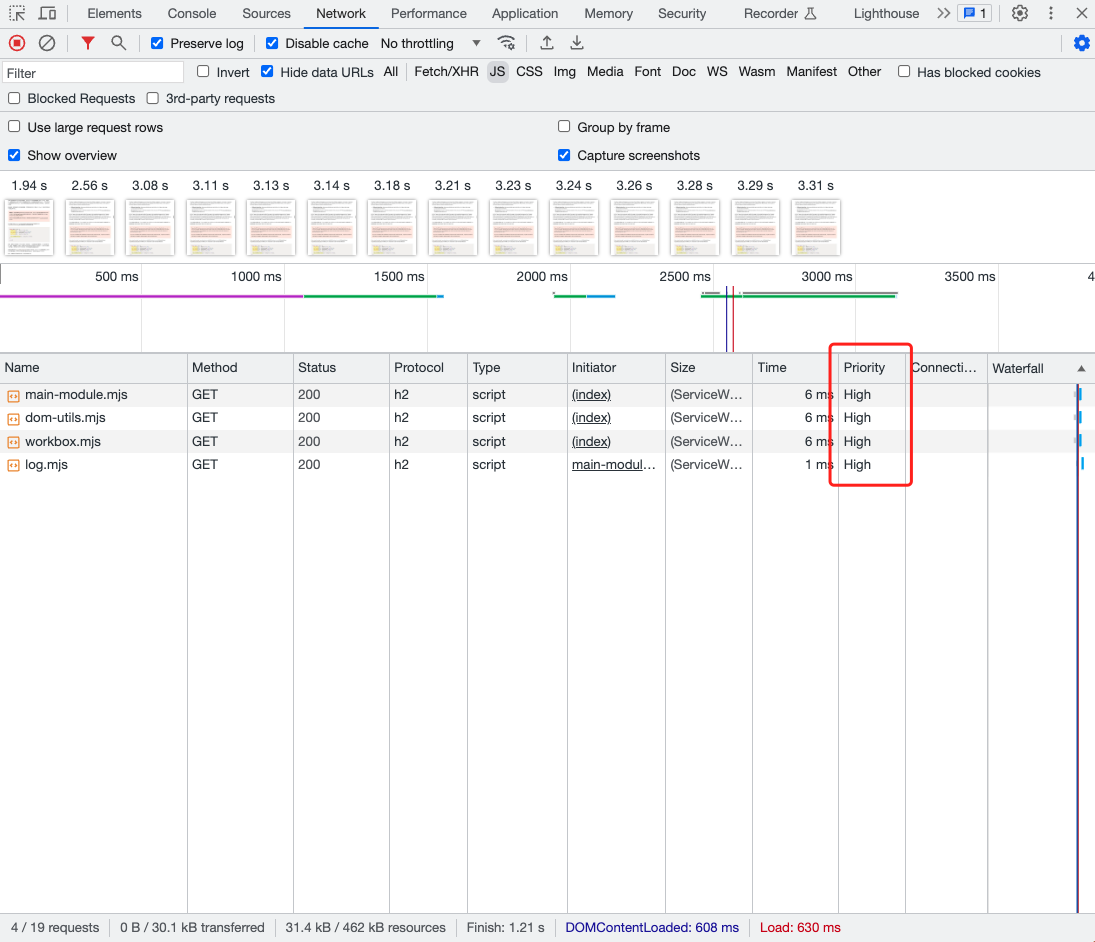 Elements Console Sources Network Performance Application Memory Security Recorder Lighthouse 1
Preserve log Disable cache No throttling
Filter Invert Hide data URLs All Fetch/XHR JS CSS Img Media Font Doc WS Wasm Manifest Other Has blocked cookies
Blocked Requests 3rd-party requests
Use large request rows Group by frame
Show overview Capture screenshots
1.94 s 2.56 s 3.08 s 3.11 s 3.13 s 3.14 s 3.18 s 3.21 s 3.23 s 3.24 s 3.26 s 3.28 s 3.29 s 3.31 s
500 ms 1000 ms 1500 ms 2000 ms 2500 ms 3000 ms 3500 ms 4
Name Method Status Protocol Type Initiator Size Time Priority Connecti… Waterfall
main-module.mjs GET 200 h2 script (index) (ServiceW… 6 ms High
dom-utils.mjs GET 200 h2 script (index) (ServiceW… 6 ms High
workbox.mjs GET 200 h2 script (index) (ServiceW… 6 ms High
log.mjs GET 200 h2 script main-modul… (ServiceW… 1 ms High
4 / 19 requests 0 B / 30.1 kB transferred 31.4 kB / 462 kB resources Finish: 1.21 s DOMContentLoaded: 608 ms Load: 630 ms